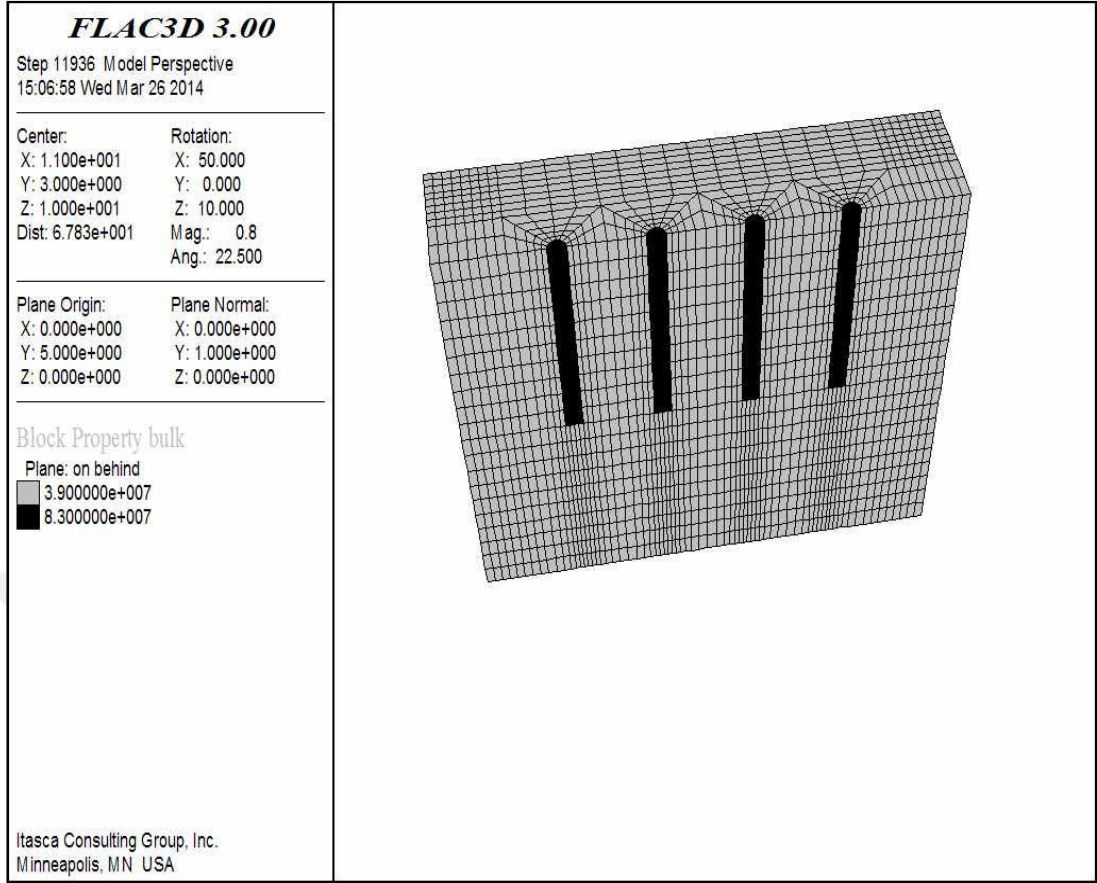 FLAC3D 3.00
Step 11936 Model Perspective
15:06:58 Wed Mar 26 2014
Center: Rotation:
X: 1.100e+001 X: 50.000
Y: 3.000e+000 Y: 0.000
Z: 1.000e+001 Z: 10.000
Dist: 6.783e+001 Mag.: 0.8
Ang.: 22.500
Plane Origin: Plane Normal:
X: 0.000e+000 X: 0.000e+000
Y: 5.000e+000 Y: 1.000e+000
Z: 0.000e+000 Z: 0.000e+000
Block Property bulk
Plane: on behind
3.900000e+007
8.300000e+007
Itasca Consulting Group, Inc.
Minneapolis, MN USA